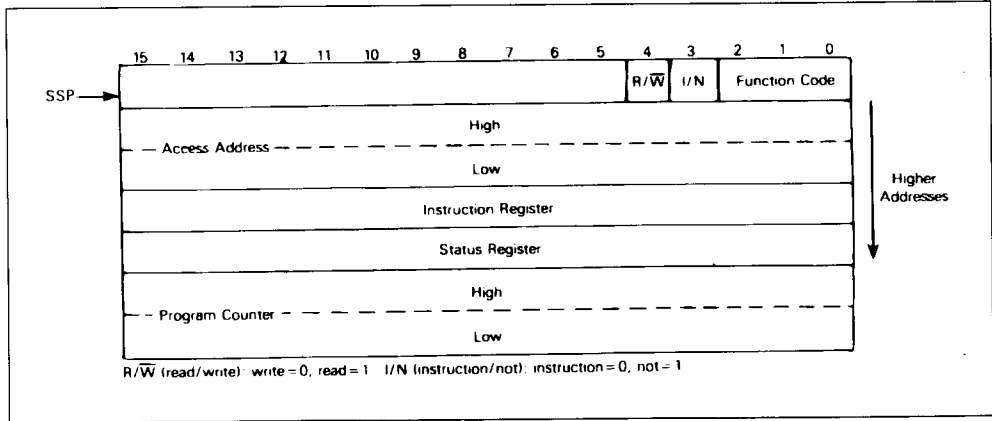 15 14 13 12 11 10 9 8 7 6 5 4 3 2 1 0
SSP R/W̅ I/N Function Code
High
Access Address
Low
Higher
Addresses
Instruction Register
Status Register
High
Program Counter
Low
R/W̅ (read/write): write = 0, read = 1 I/N (instruction/not): instruction = 0, not = 1